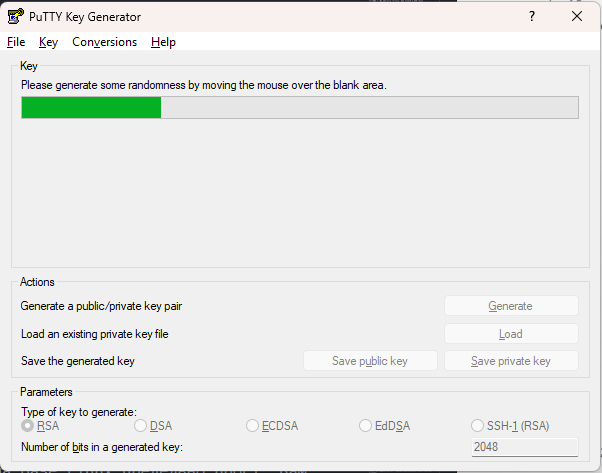 PuTTY Key Generator
?
File Key Conversions Help
Key
Please generate some randomness by moving the mouse over the blank area.
Actions
Generate a public/private key pair
Generate
Load an existing private key file
Load
Save the generated key
Save public key
Save private key
Parameters
Type of key to generate:
RSA
DSA
ECDSA
EdDSA
SSH-1 (RSA)
Number of bits in a generated key:
2048